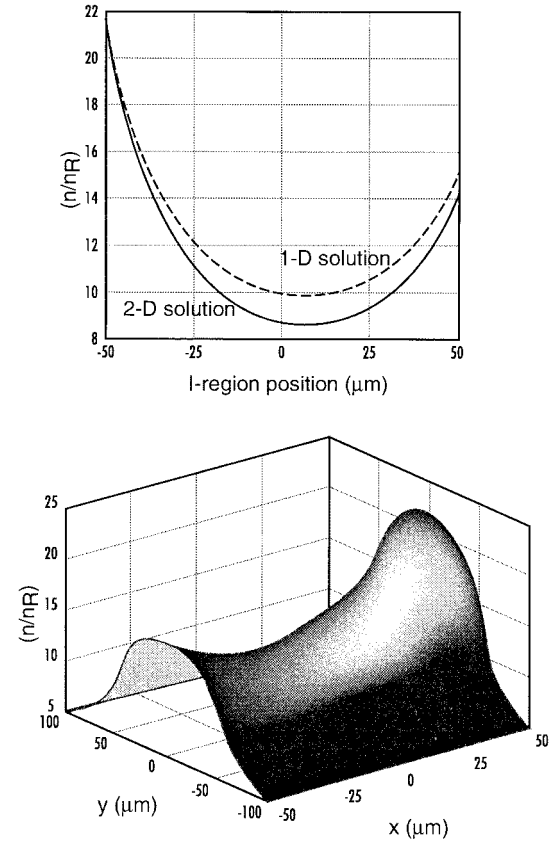 22
20
18
16
14
12
10
8
(n/nR)
1-D solution
2-D solution
-50 -25 0 25 50
I-region position (μm)
25
20
15
10
5
(n/nR)
100 50 0 -50 -100
y (μm)
-50 -25 0 25 50
x (μm)